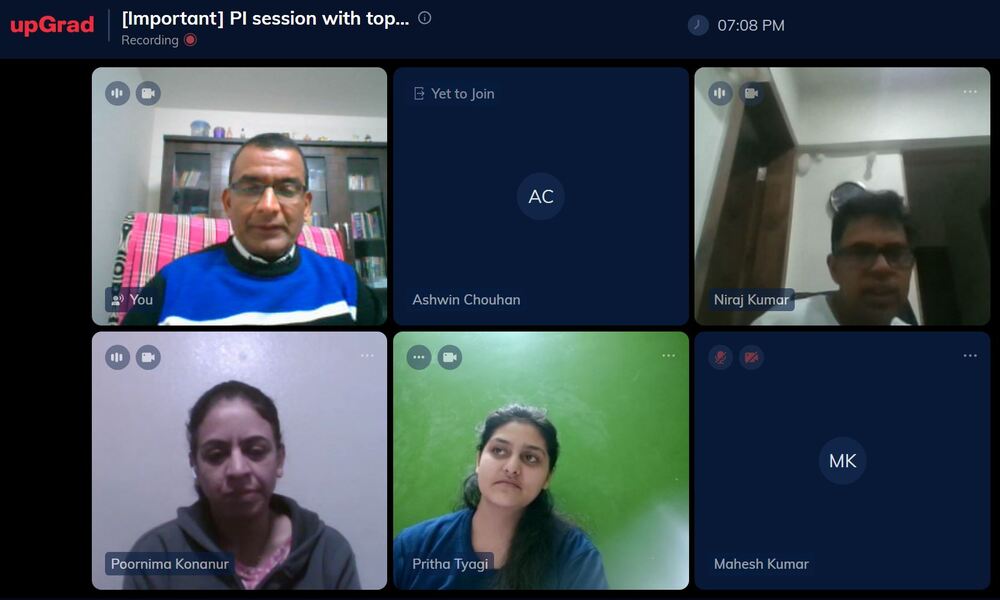 upGrad
[Important] PI session with top...
Recording
07:08 PM
You
Yet to Join
AC
Ashwin Chouhan
Niraj Kumar
Poornima Konanur
Pritha Tyagi
MK
Mahesh Kumar